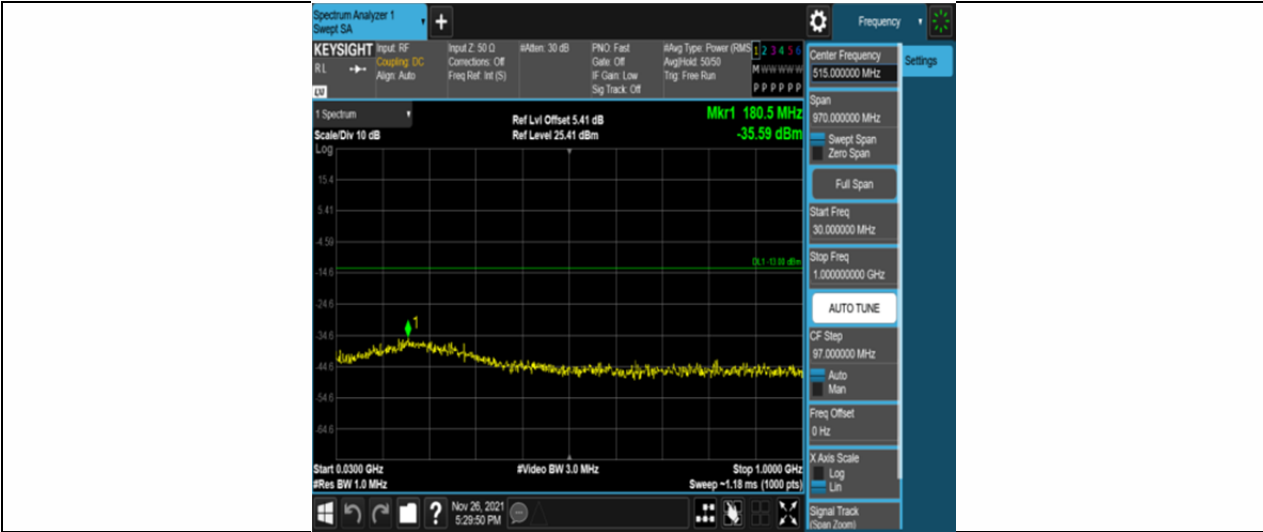 Spectrum Analyzer 1
Swept SA
+
Frequency
KEYSIGHT
RL
LV
Input: RF
Coupling: DC
Align: Auto
Input Z: 50 Ω
Corrections: Off
Freq Ref: Int (S)
#Atten: 30 dB
PNO: Fast
Gate: Off
IF Gain: Low
Sig Track: Off
#Avg Type: Power (RMS
Avg|Hold: 50/50
Trig: Free Run
1 2 3 4 5 6
M W W W W W
P P P P P P
1 Spectrum
Scale/Div 10 dB
Ref Lvl Offset 5.41 dB
Ref Level 25.41 dBm
Mkr1 180.5 MHz
-35.59 dBm
Log
15.4
5.41
-4.59
-14.6
-24.6
-34.6
-44.6
-54.6
-64.6
DL1 -13.00 dBm
1
Start 0.0300 GHz
#Res BW 1.0 MHz
#Video BW 3.0 MHz
Stop 1.0000 GHz
Sweep ~1.18 ms (1000 pts)
Nov 26, 2021
5:29:50 PM
Center Frequency
515.000000 MHz
Settings
Span
970.000000 MHz
Swept Span
Zero Span
Full Span
Start Freq
30.000000 MHz
Stop Freq
1.000000000 GHz
AUTO TUNE
CF Step
97.000000 MHz
Auto
Man
Freq Offset
0 Hz
X Axis Scale
Log
Lin
Signal Track
(Span Zoom)